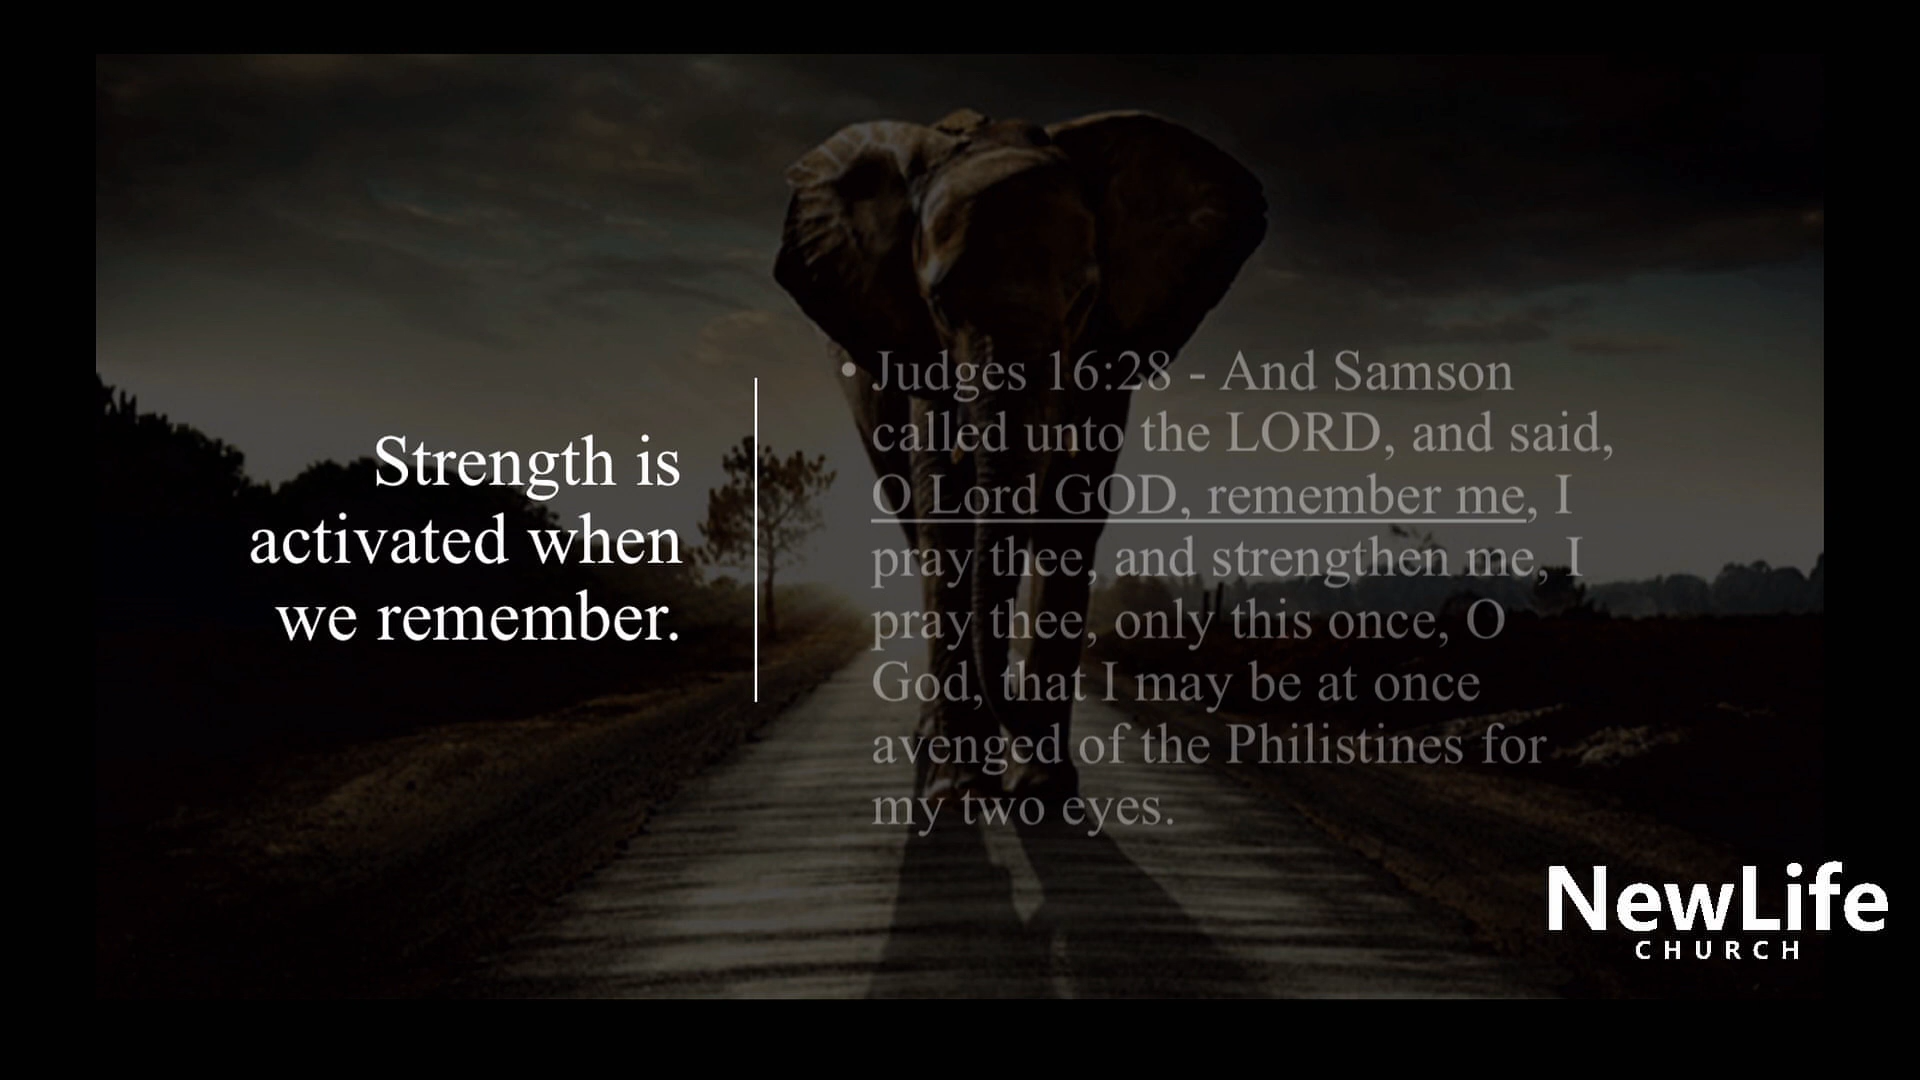 Strength is
activated when
we remember.
• Judges 16:28 - And Samson
called unto the LORD, and said,
O Lord GOD, remember me, I
pray thee, and strengthen me, I
pray thee, only this once, O
God, that I may be at once
avenged of the Philistines for
my two eyes.
NewLife
CHURCH